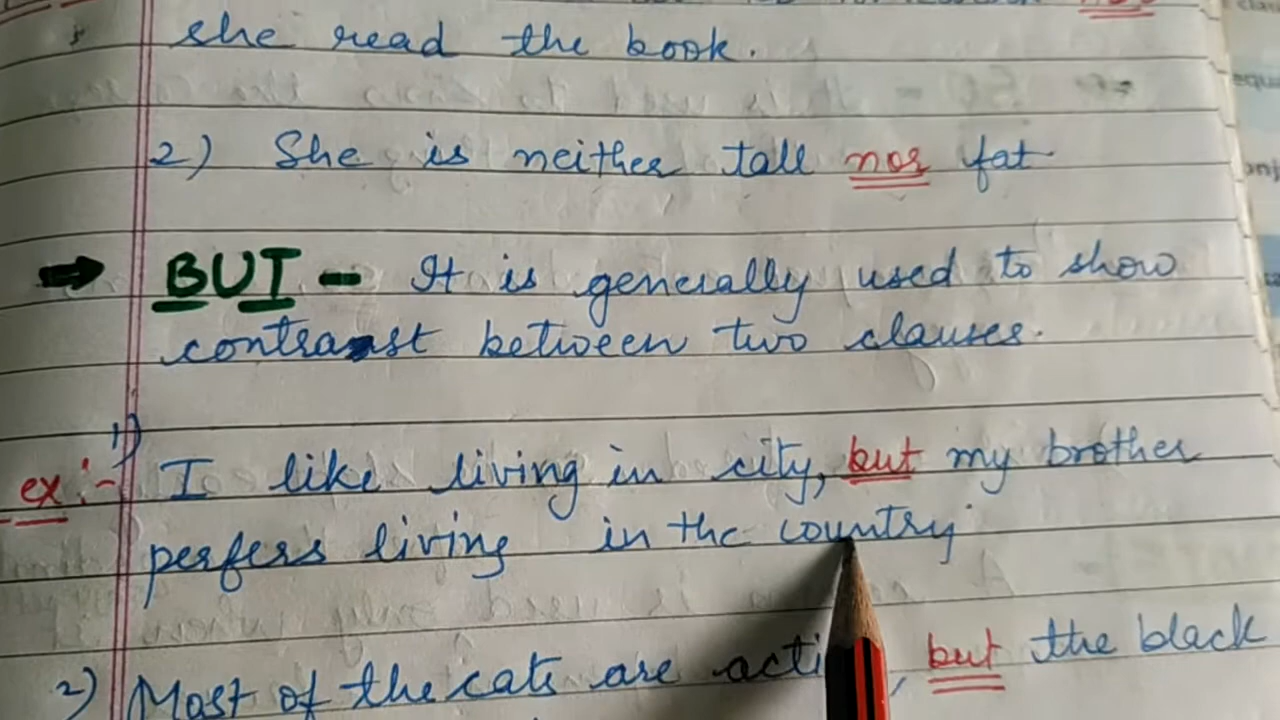 she read the book.
2) She is neither tall nor fat
➡ BUT - It is generally used to show
contrast between two clauses.
ex:- 1) I like living in city, but my brother
perfers living in the country
2) Most of the cats are acti , but the black